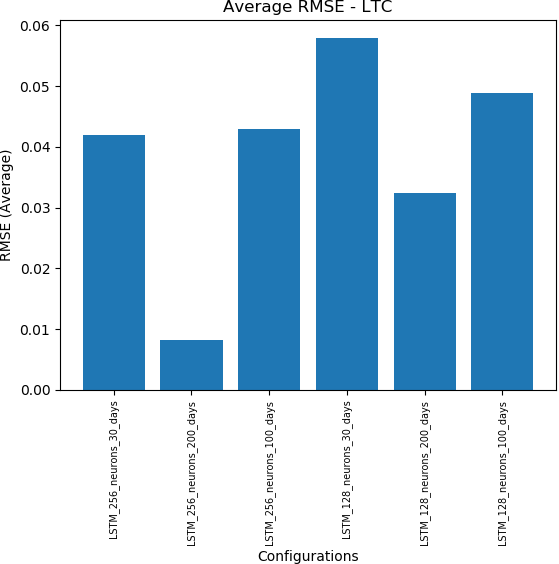 Average RMSE - LTC
RMSE (Average)
0.06
0.05
0.04
0.03
0.02
0.01
0.00
LSTM_256_neurons_30_days
LSTM_256_neurons_200_days
LSTM_256_neurons_100_days
LSTM_128_neurons_30_days
LSTM_128_neurons_200_days
LSTM_128_neurons_100_days
Configurations